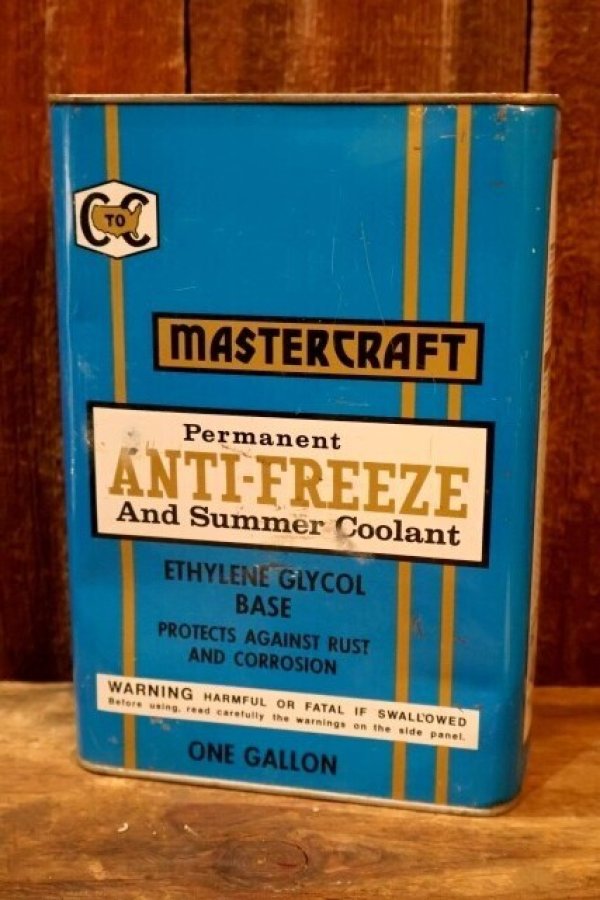 C TO C
MASTERCRAFT
Permanent
ANTI-FREEZE
And Summer Coolant
ETHYLENE GLYCOL
BASE
PROTECTS AGAINST RUST
AND CORROSION
WARNING HARMFUL OR FATAL IF SWALLOWED
Before using, read carefully the warnings on the side panel.
ONE GALLON